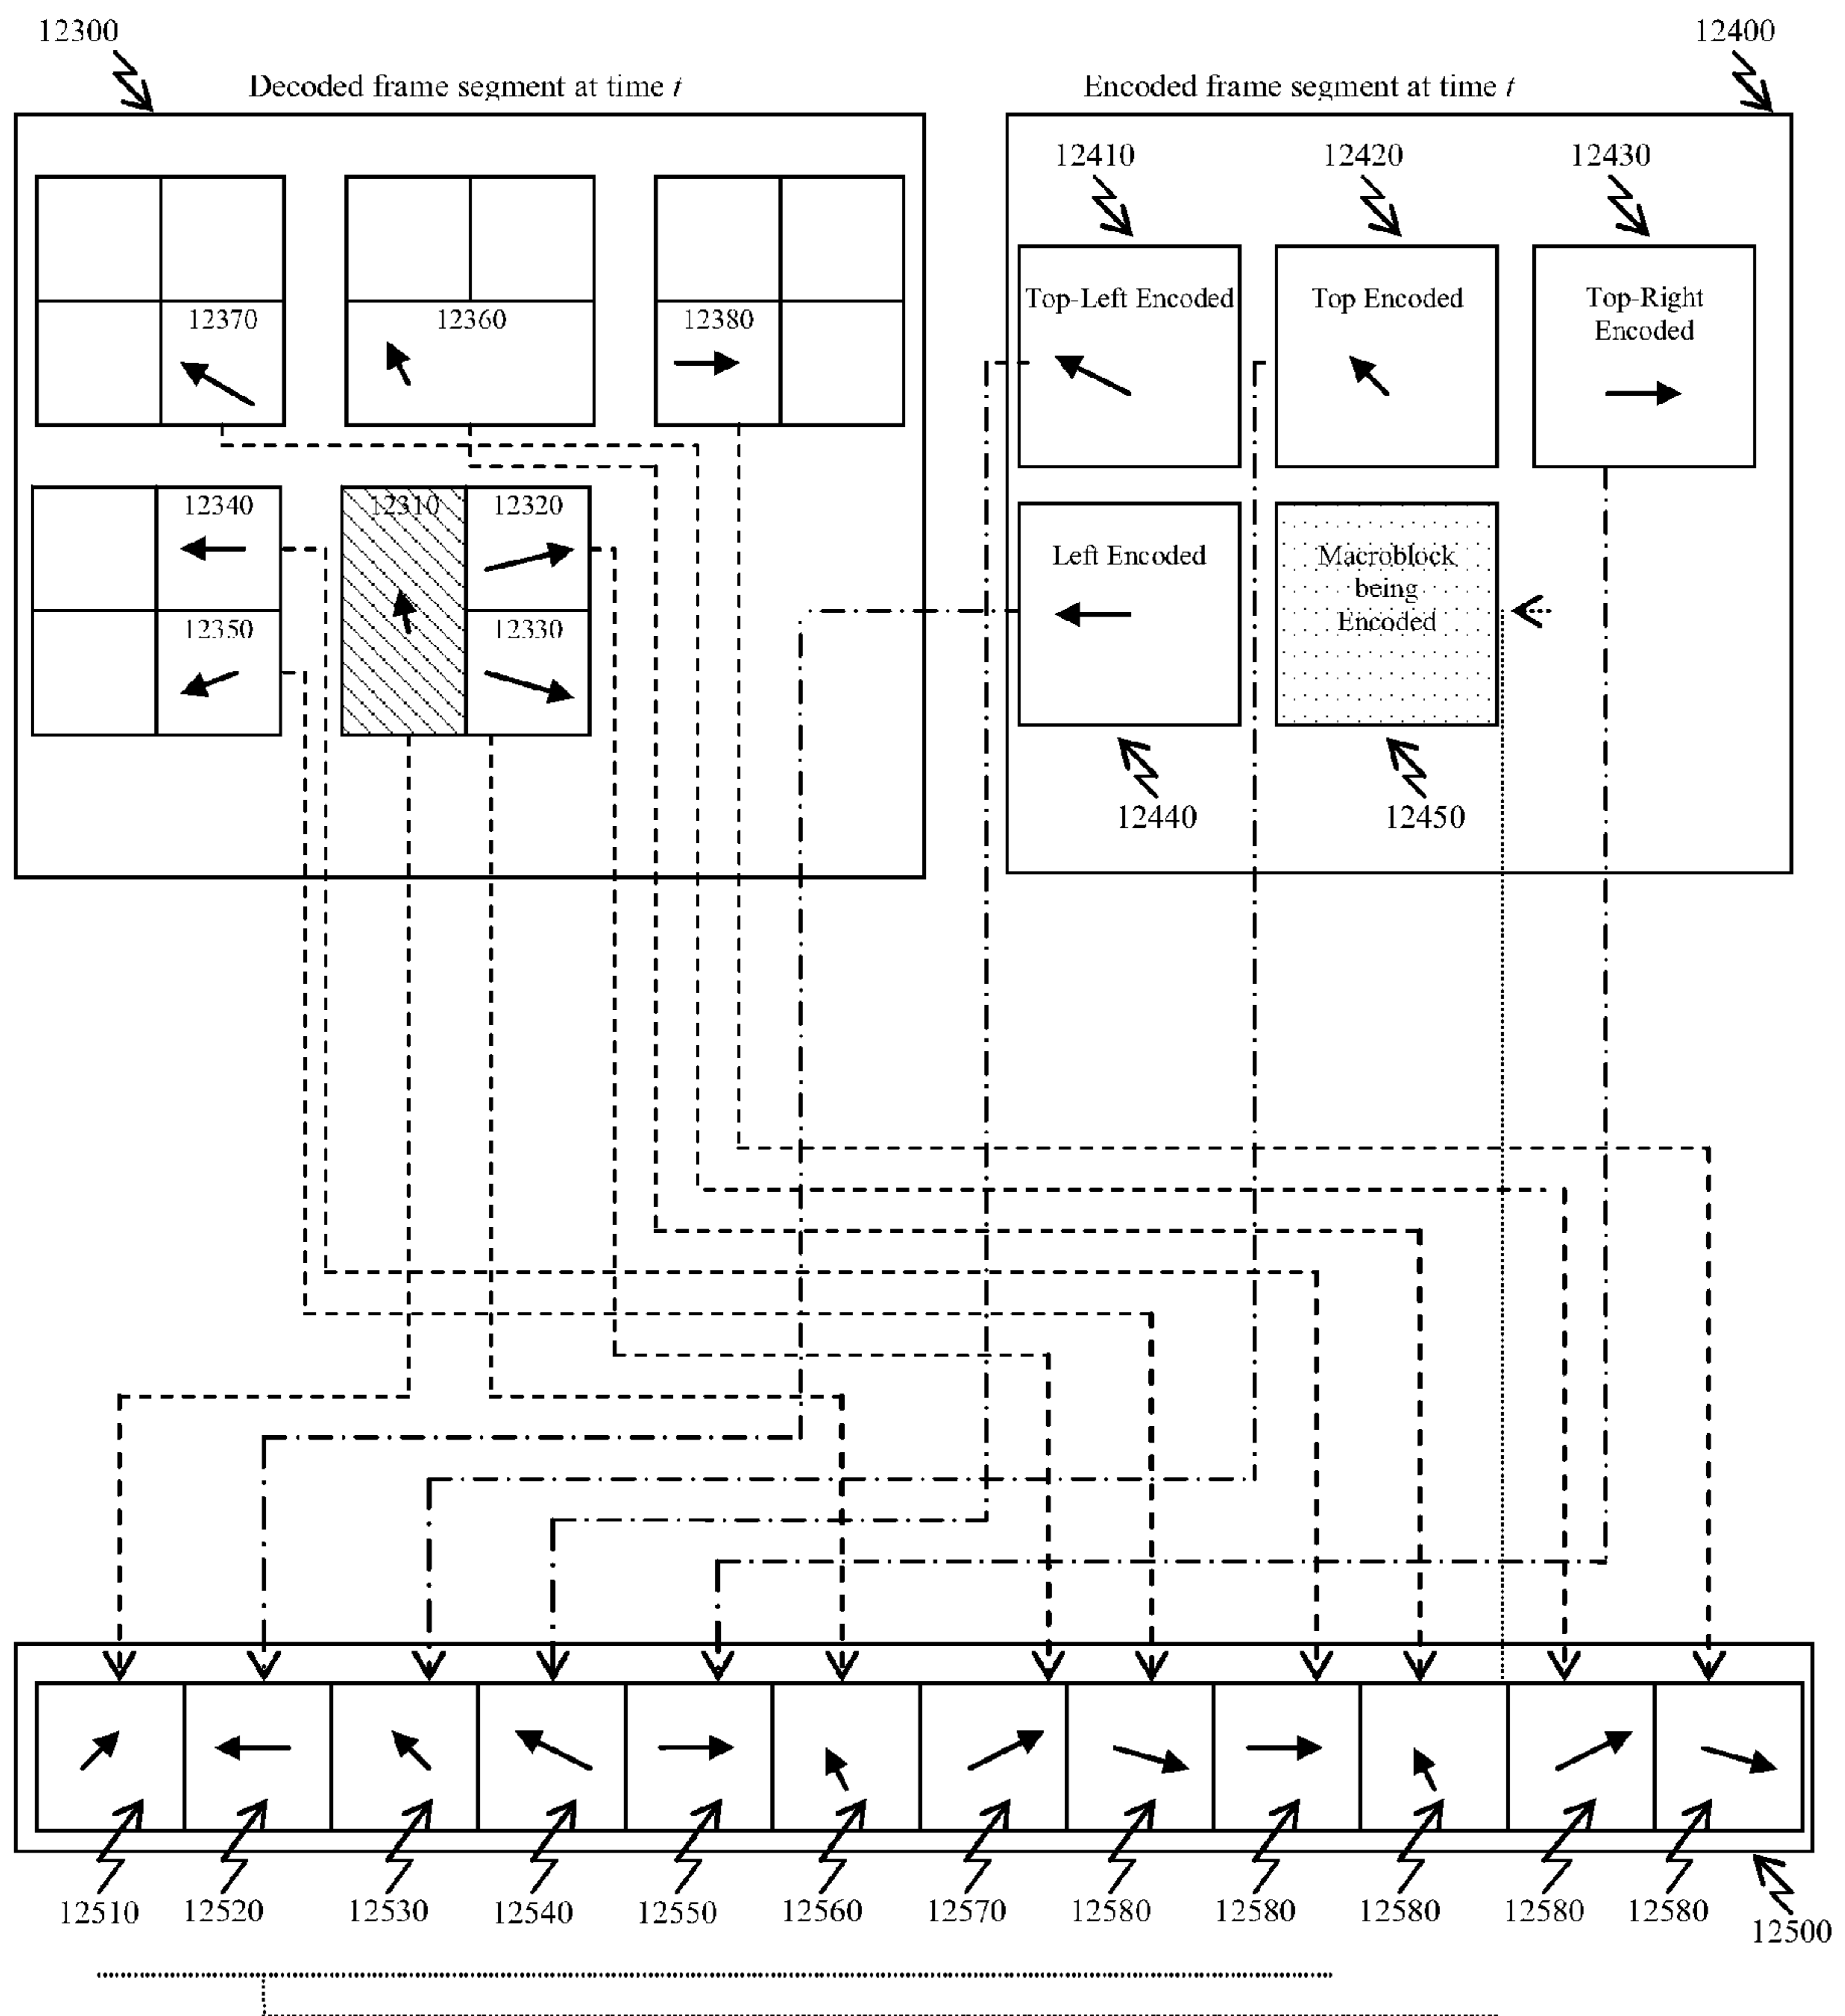 12300
12400
Decoded frame segment at time t
Encoded frame segment at time t
12410
12420
12430
12370
12360
12380
Top-Left Encoded
Top Encoded
Top-Right
Encoded
12340
12310
12320
12350
12330
Left Encoded
Macroblock
being
Encoded
12440
12450
12510
12520
12530
12540
12550
12560
12570
12580
12580
12580
12580
12580
12500